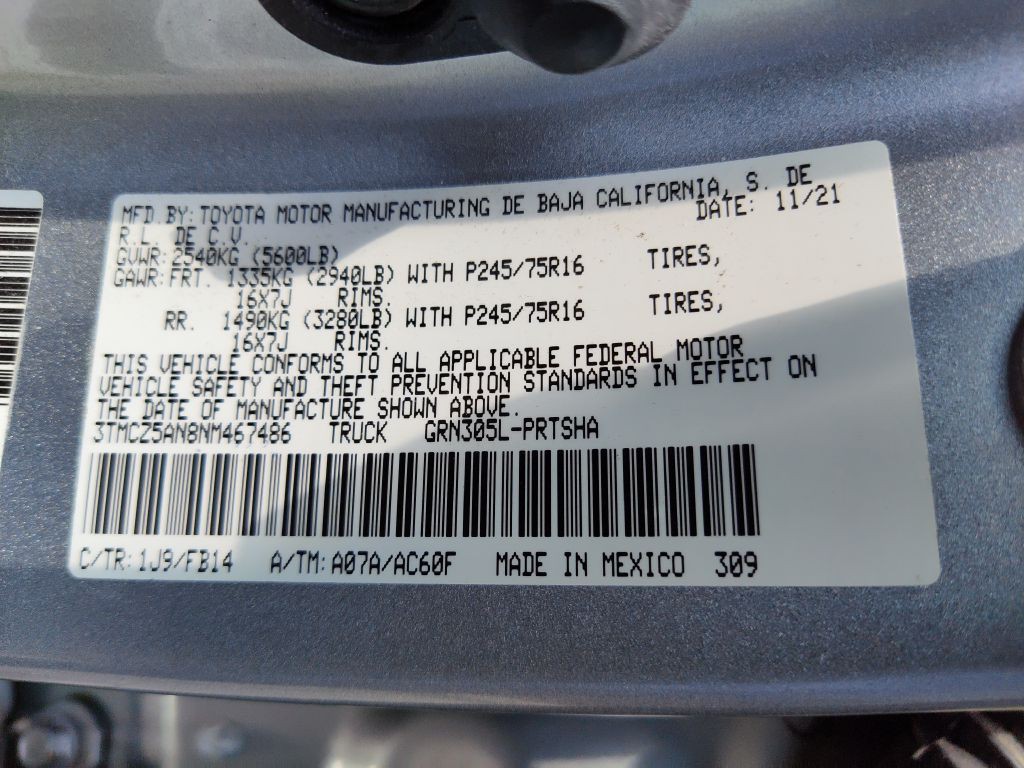 MFD. BY: TOYOTA MOTOR MANUFACTURING DE BAJA CALIFORNIA, S. DE
R.L. DE C.V. DATE: 11/21
GVWR: 2540KG (5600LB)
GAWR: FRT. 1335KG (2940LB) WITH P245/75R16 TIRES,
16X7J RIMS.
RR. 1490KG (3280LB) WITH P245/75R16 TIRES,
16X7J RIMS.
THIS VEHICLE CONFORMS TO ALL APPLICABLE FEDERAL MOTOR
VEHICLE SAFETY AND THEFT PREVENTION STANDARDS IN EFFECT ON
THE DATE OF MANUFACTURE SHOWN ABOVE.
3TMCZ5AN8NM467486 TRUCK GRN305L-PRTSHA
C/TR: 1J9/FB14 A/TM: A07A/AC60F MADE IN MEXICO 309